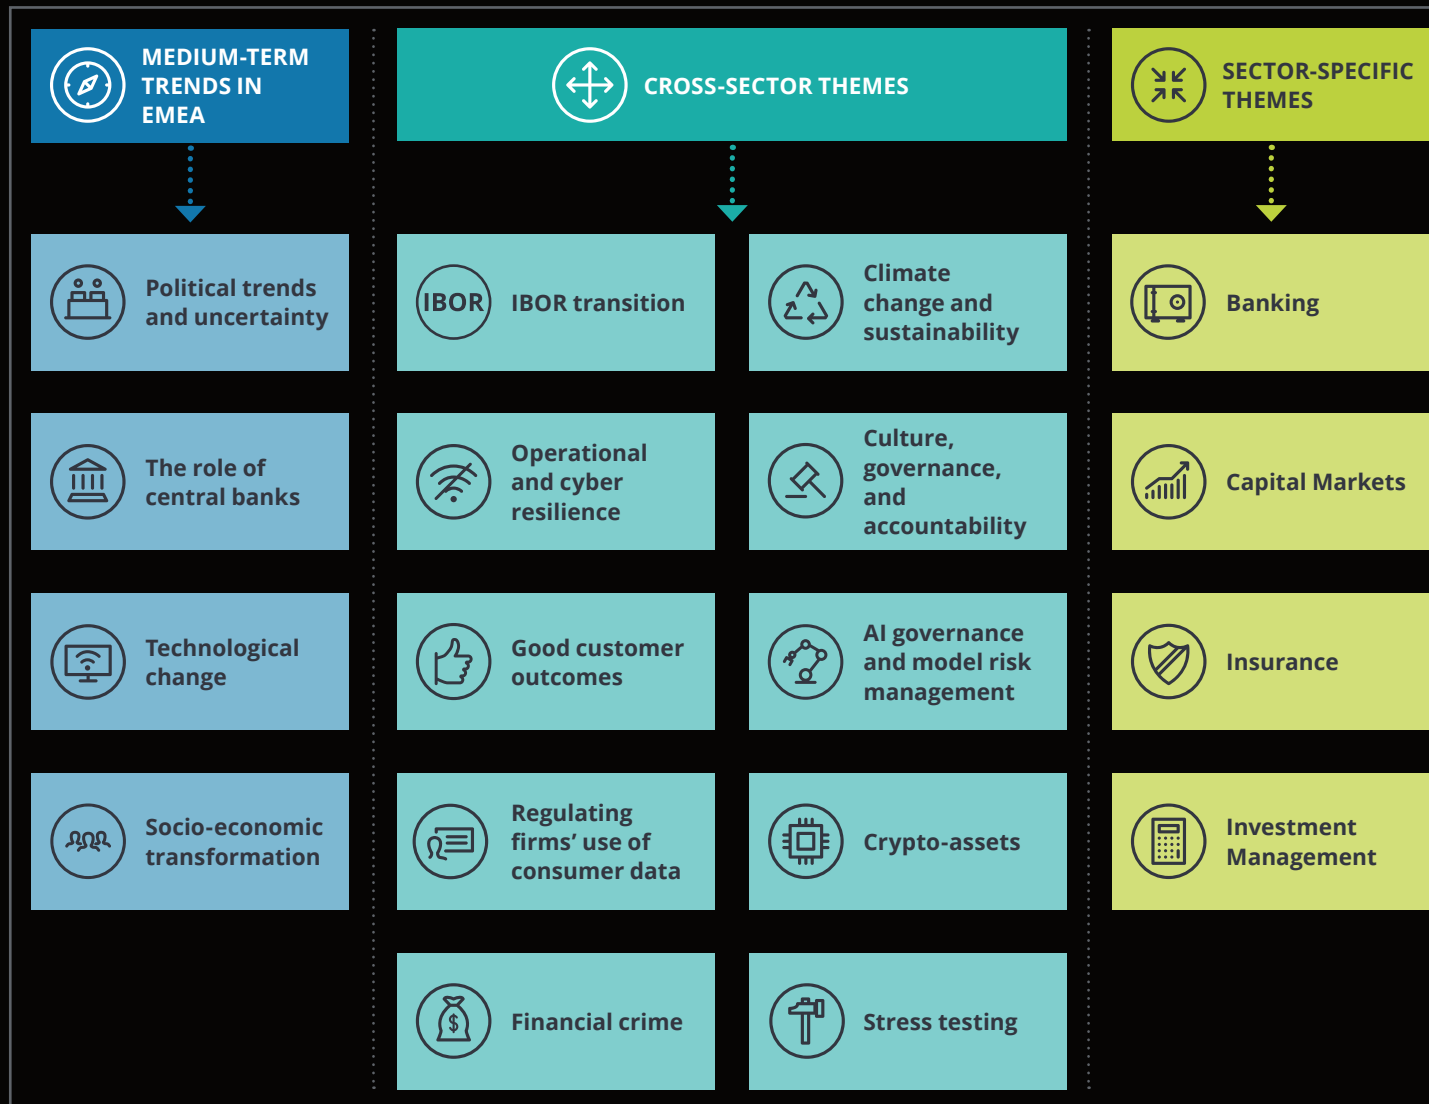 MEDIUM-TERM
TRENDS IN
EMEA
Political trends
and uncertainty
The role of
central banks
Technological
change
Socio-economic
transformation
CROSS-SECTOR THEMES
IBOR
IBOR transition
Climate
change and
sustainability
Operational
and cyber
resilience
Culture,
governance,
and
accountability
Good customer
outcomes
AI governance
and model risk
management
Regulating
firms’ use of
consumer data
Crypto-assets
$
Financial crime
Stress testing
SECTOR-SPECIFIC
THEMES
Banking
Capital Markets
Insurance
Investment
Management